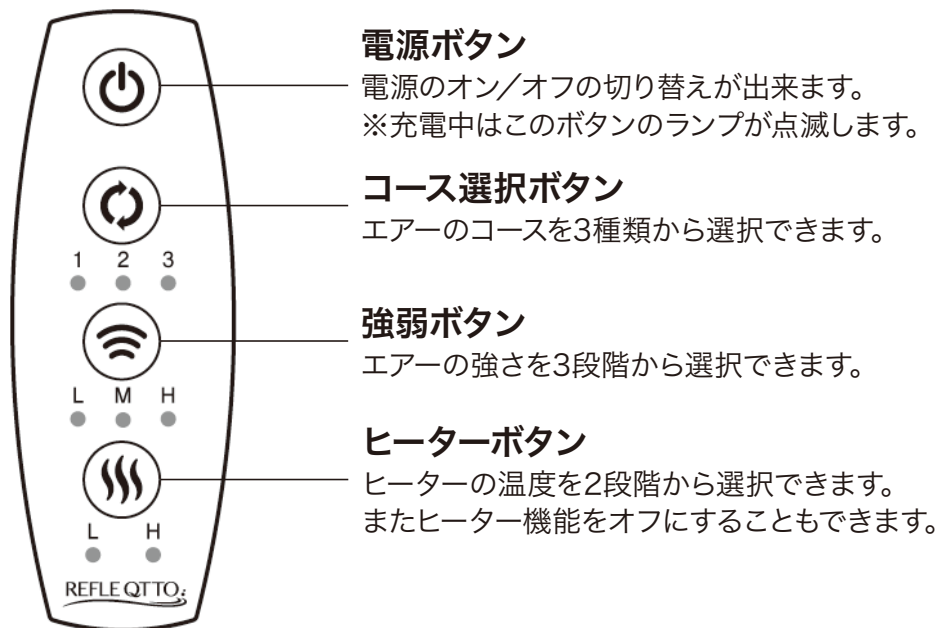 電源ボタン
電源のオン／オフの切り替えが出来ます。
※充電中はこのボタンのランプが点滅します。
コース選択ボタン
エアーのコースを3種類から選択できます。
1 2 3
強弱ボタン
エアーの強さを3段階から選択できます。
L M H
ヒーターボタン
ヒーターの温度を2段階から選択できます。
またヒーター機能をオフにすることもできます。
L H
REFLE QTTO